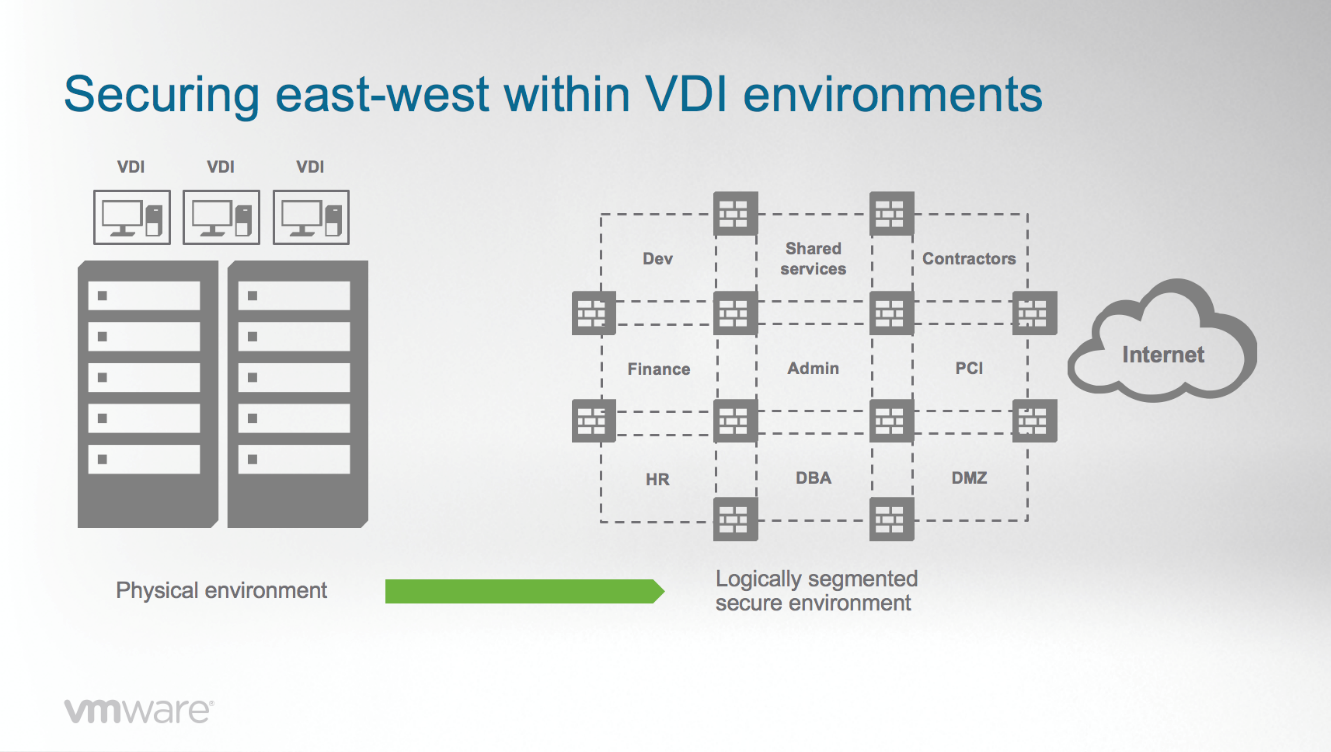 Securing east-west within VDI environments
VDI
VDI
VDI
Dev
Shared
services
Contractors
Finance
Admin
PCI
Internet
HR
DBA
DMZ
Physical environment
Logically segmented
secure environment
vmware®